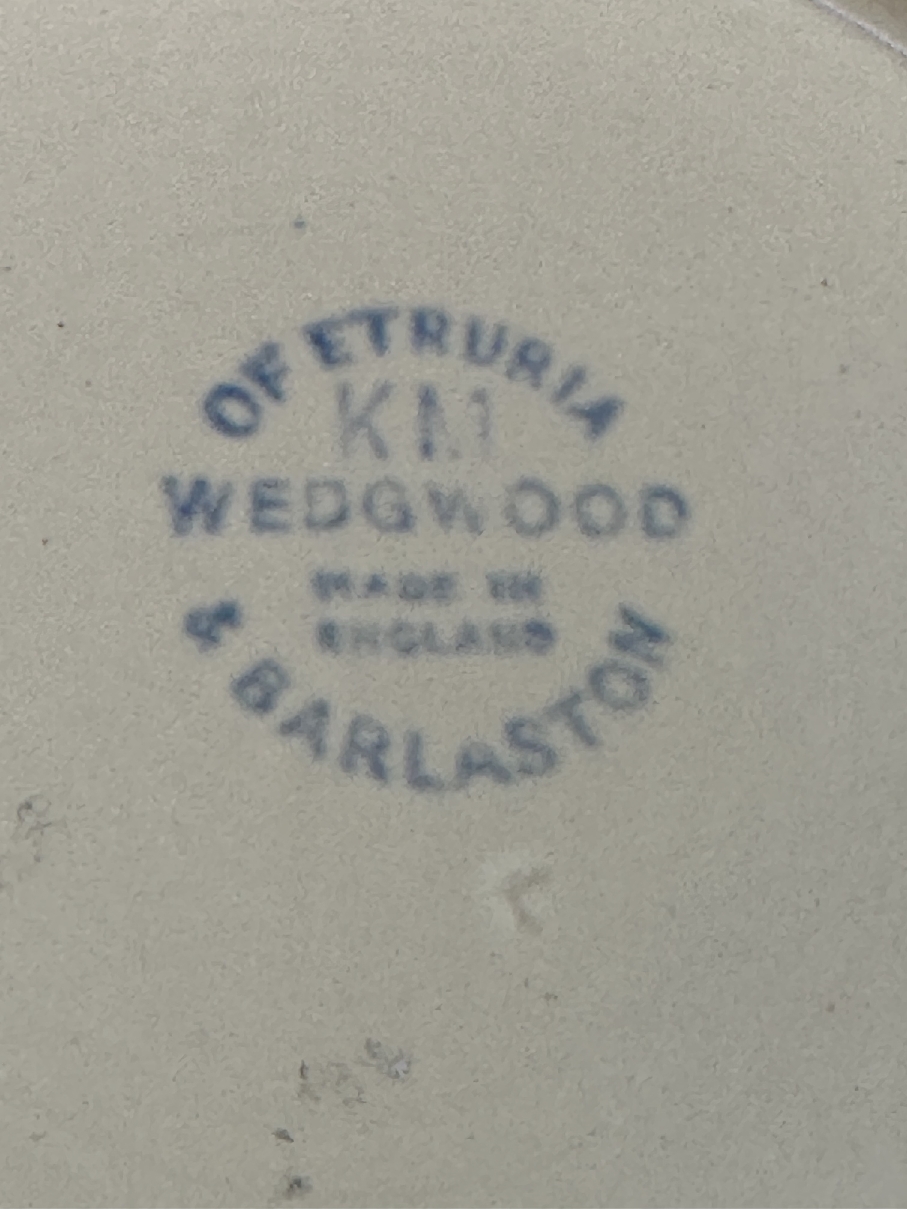 OF ETRURIA
KM
WEDGWOOD
MADE IN
ENGLAND
& BARLASTON